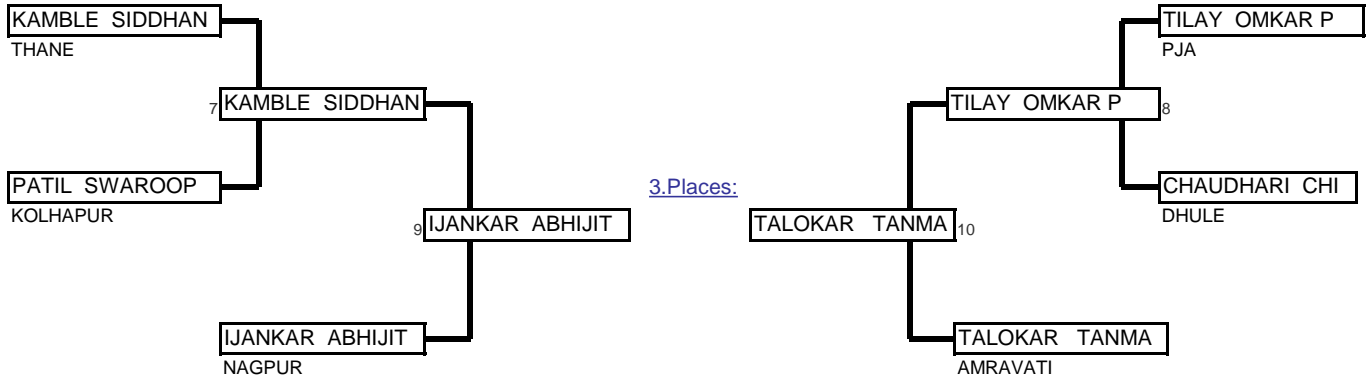 KAMBLE SIDDHAN
THANE
7 KAMBLE SIDDHAN
PATIL SWAROOP
KOLHAPUR
9 IJANKAR ABHIJIT
IJANKAR ABHIJIT
NAGPUR
3.Places:
TILAY OMKAR P
PJA
TILAY OMKAR P 8
CHAUDHARI CHI
DHULE
TALOKAR TANMA 10
TALOKAR TANMA
AMRAVATI